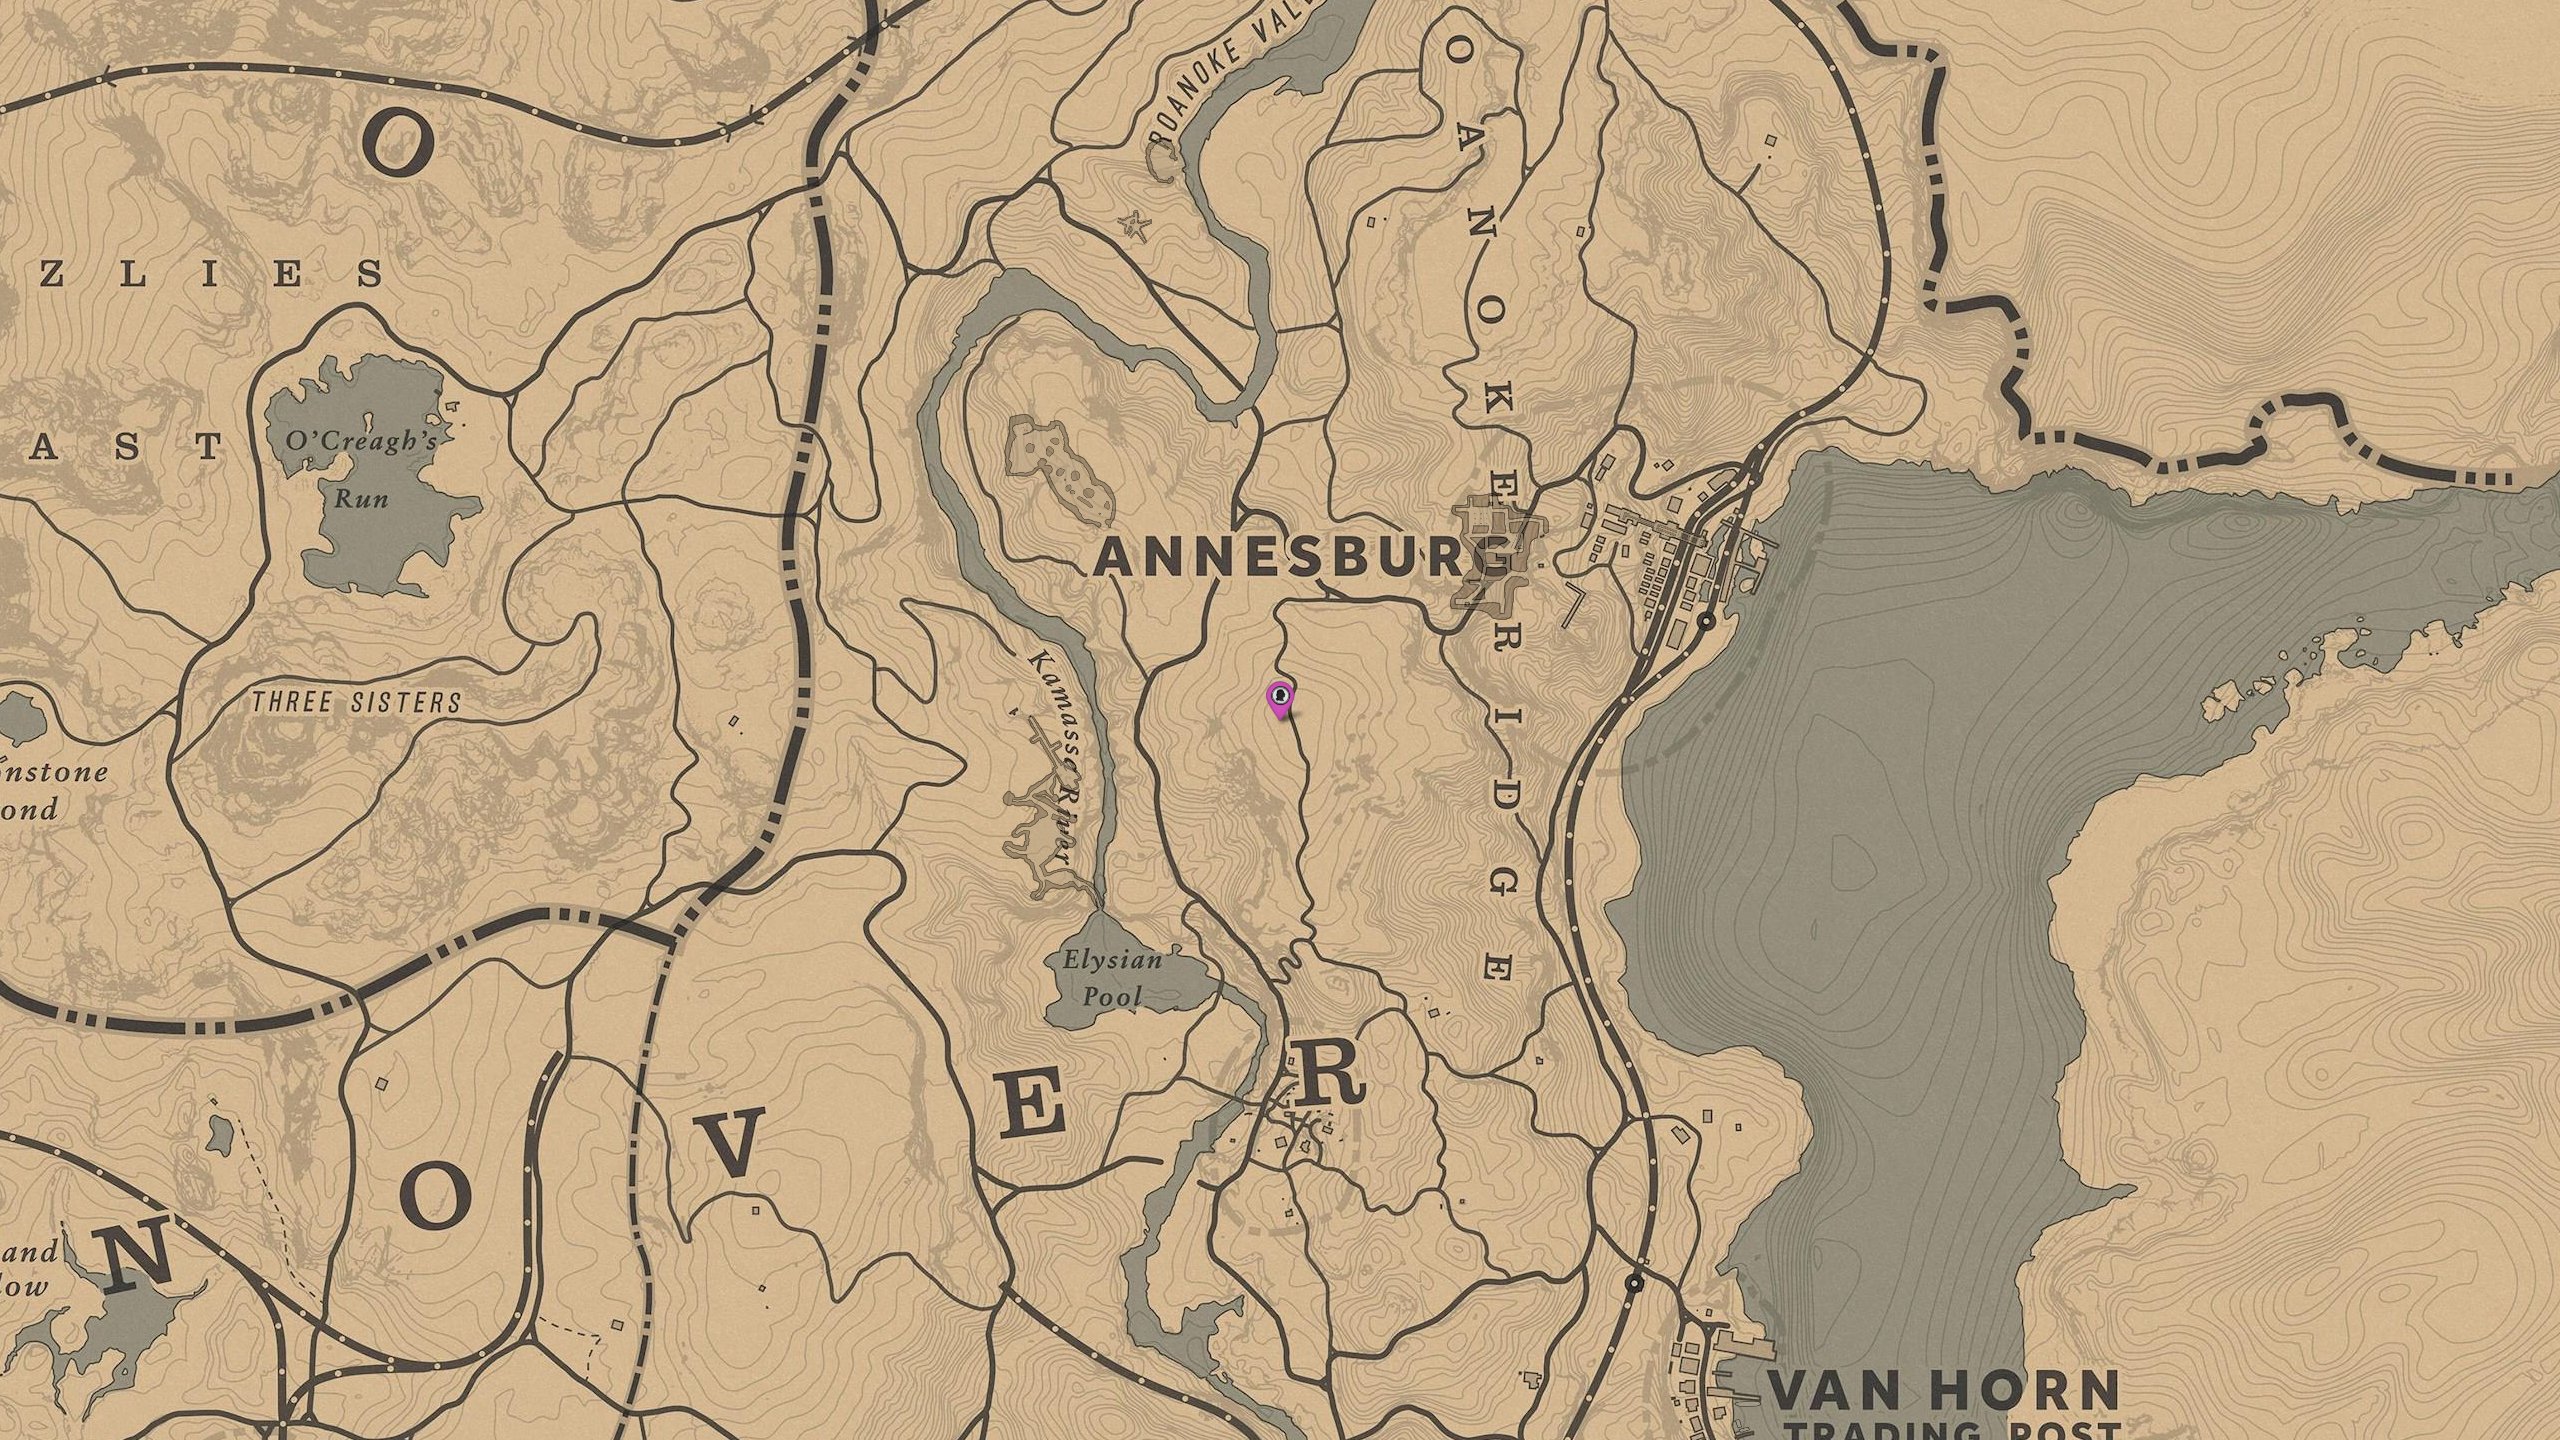 ROANOKE VALL
O
ZLIES
AST
O'Creagh's
Run
ROANOKE RIDGE
ANNESBURG
Kamassa River
THREE SISTERS
nstone
ond
Elysian
Pool
N
O
V
E
R
and
low
VAN HORN
TRADING POST